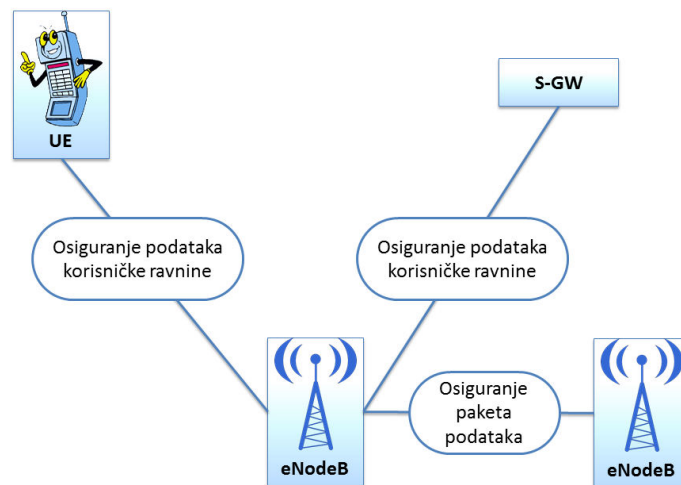 UE
S-GW
Osiguranje podataka
korisničke ravnine
Osiguranje podataka
korisničke ravnine
eNodeB
Osiguranje
paketa
podataka
eNodeB